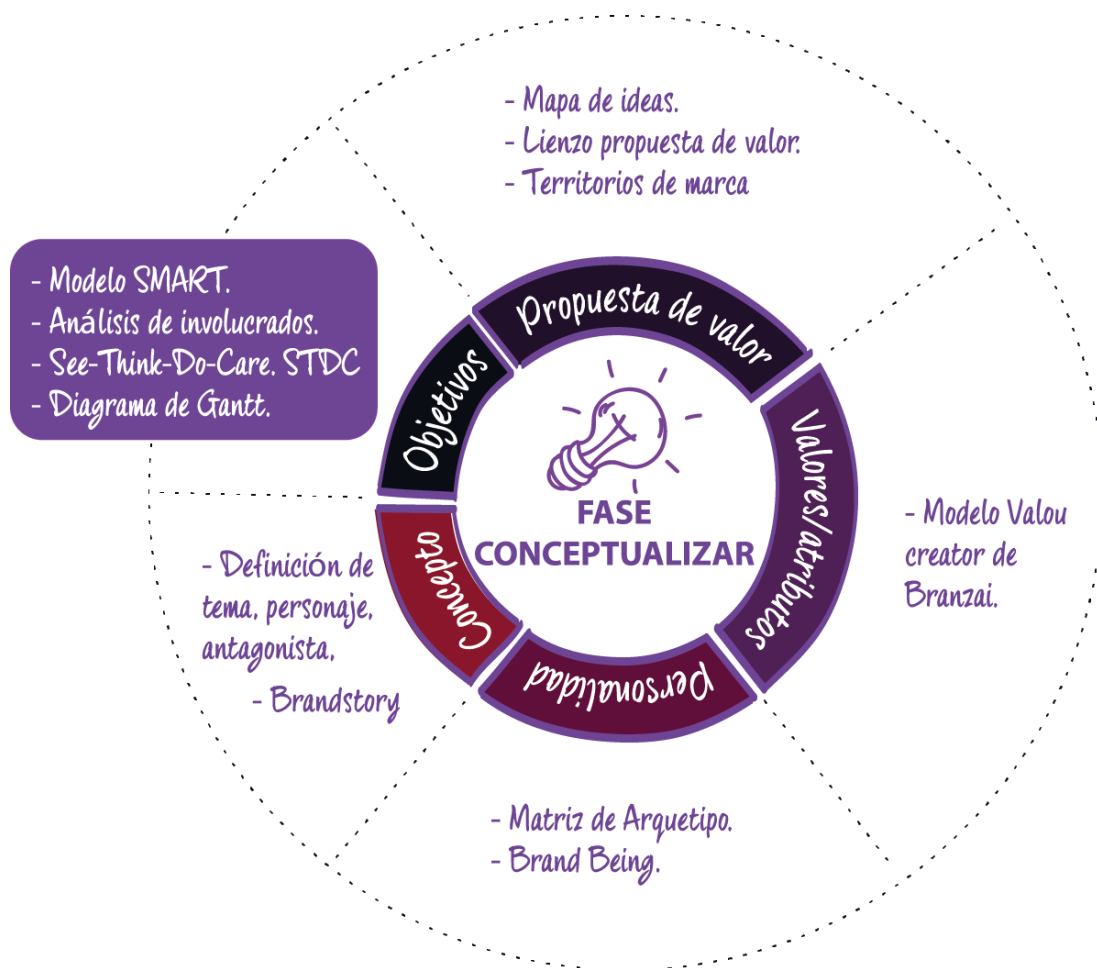 - Mapa de ideas.
- Lienzo propuesta de valor.
- Territorios de marca
- Modelo SMART.
- Análisis de involucrados.
- See-Think-Do-Care. STDC
- Diagrama de Gantt.
Objetivos
Propuesta de valor
Valores/atributos
Personalidad
Concepto
FASE
CONCEPTUALIZAR
- Modelo Valou
creator de
Branzai.
- Definición de
tema, personaje,
antagonista,
- Brandstory
- Matriz de Arquetipo.
- Brand Being.